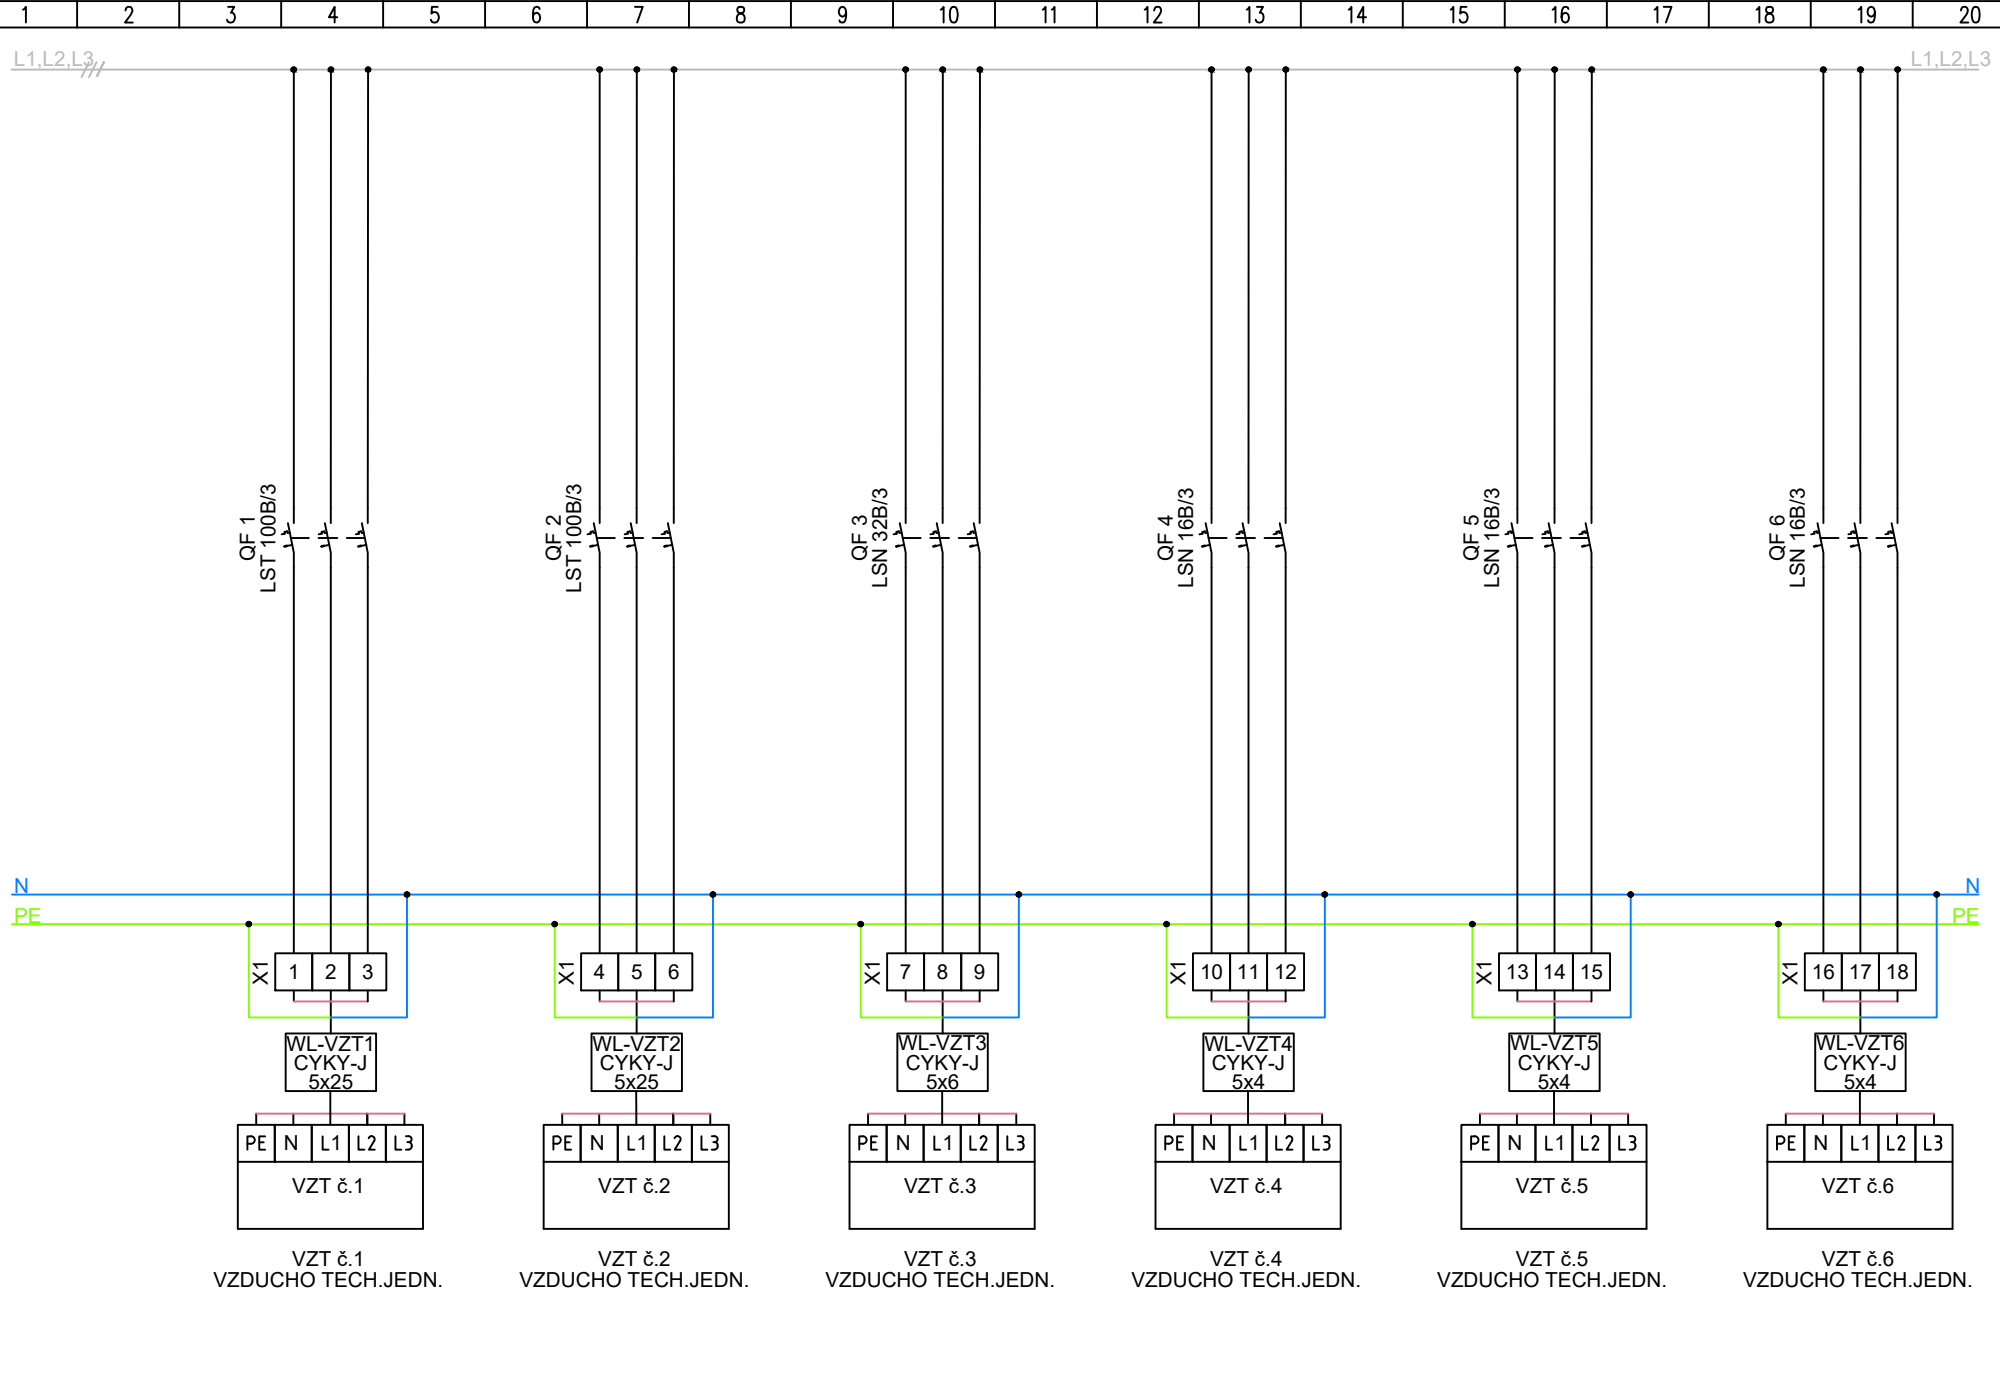 1 2 3 4 5 6 7 8 9 10 11 12 13 14 15 16 17 18 19 20
L1,L2,L3 L1,L2,L3
QF 1
LST 100B/3
QF 2
LST 100B/3
QF 3
LSN 32B/3
QF 4
LSN 16B/3
QF 5
LSN 16B/3
QF 6
LSN 16B/3
N N
PE PE
X1 1 2 3 X1 4 5 6 X1 7 8 9 X1 10 11 12 X1 13 14 15 X1 16 17 18
WL-VZT1
CYKY-J
5x25
WL-VZT2
CYKY-J
5x25
WL-VZT3
CYKY-J
5x6
WL-VZT4
CYKY-J
5x4
WL-VZT5
CYKY-J
5x4
WL-VZT6
CYKY-J
5x4
PE N L1 L2 L3 PE N L1 L2 L3 PE N L1 L2 L3 PE N L1 L2 L3 PE N L1 L2 L3 PE N L1 L2 L3
VZT č.1 VZT č.2 VZT č.3 VZT č.4 VZT č.5 VZT č.6
VZT č.1
VZDUCHO TECH.JEDN.
VZT č.2
VZDUCHO TECH.JEDN.
VZT č.3
VZDUCHO TECH.JEDN.
VZT č.4
VZDUCHO TECH.JEDN.
VZT č.5
VZDUCHO TECH.JEDN.
VZT č.6
VZDUCHO TECH.JEDN.